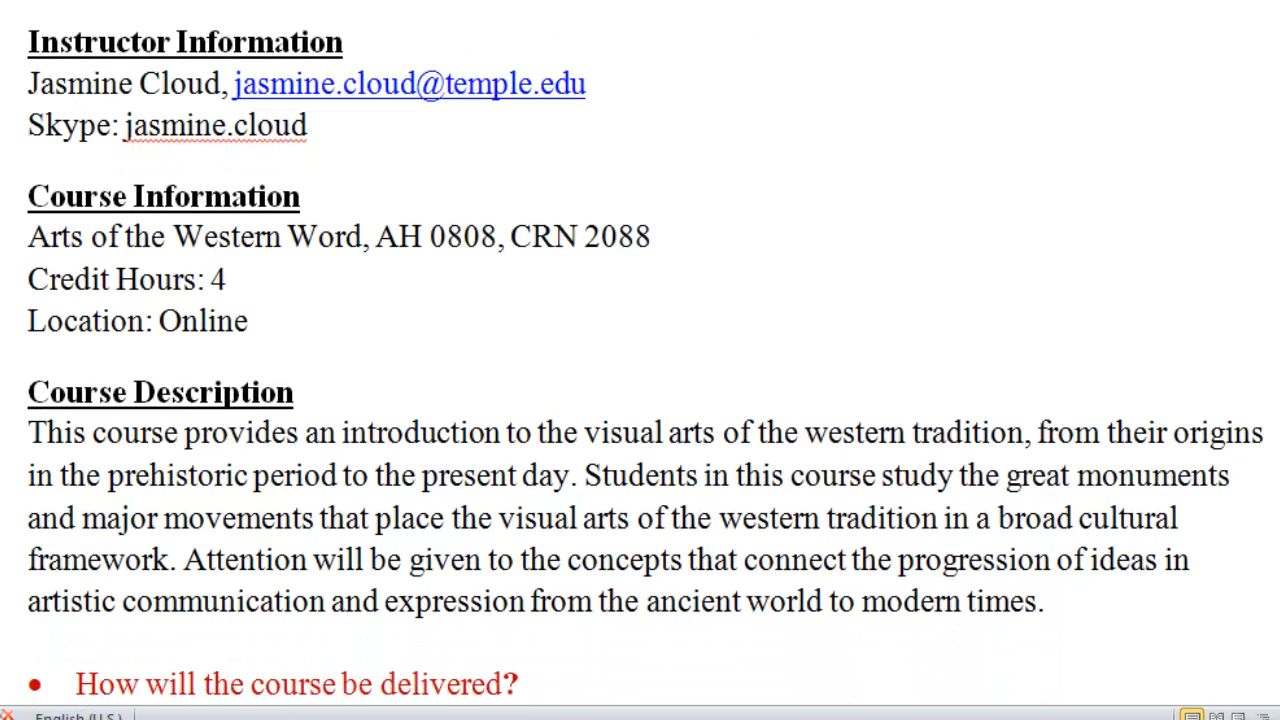 Instructor Information
Jasmine Cloud, jasmine.cloud@temple.edu
Skype: jasmine.cloud
Course Information
Arts of the Western Word, AH 0808, CRN 2088
Credit Hours: 4
Location: Online
Course Description
This course provides an introduction to the visual arts of the western tradition, from their origins
in the prehistoric period to the present day. Students in this course study the great monuments
and major movements that place the visual arts of the western tradition in a broad cultural
framework. Attention will be given to the concepts that connect the progression of ideas in
artistic communication and expression from the ancient world to modern times.
• How will the course be delivered?
English (U.S.)